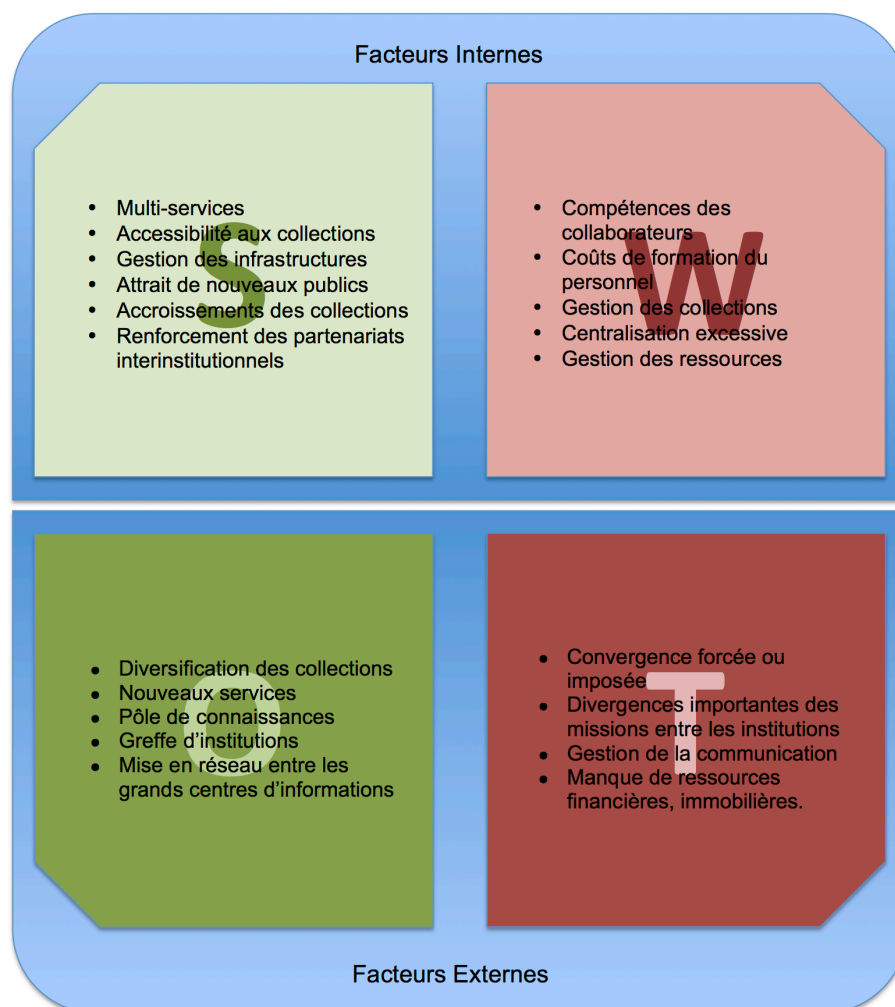 Facteurs Internes
S
• Multi-services
• Accessibilité aux collections
• Gestion des infrastructures
• Attrait de nouveaux publics
• Accroissements des collections
• Renforcement des partenariats
interinstitutionnels
W
• Compétences des
collaborateurs
• Coûts de formation du
personnel
• Gestion des collections
• Centralisation excessive
• Gestion des ressources
O
• Diversification des collections
• Nouveaux services
• Pôle de connaissances
• Greffe d'institutions
• Mise en réseau entre les
grands centres d'informations
T
• Convergence forcée ou
imposée
• Divergences importantes des
missions entre les institutions
• Gestion de la communication
• Manque de ressources
financières, immobilières.
Facteurs Externes